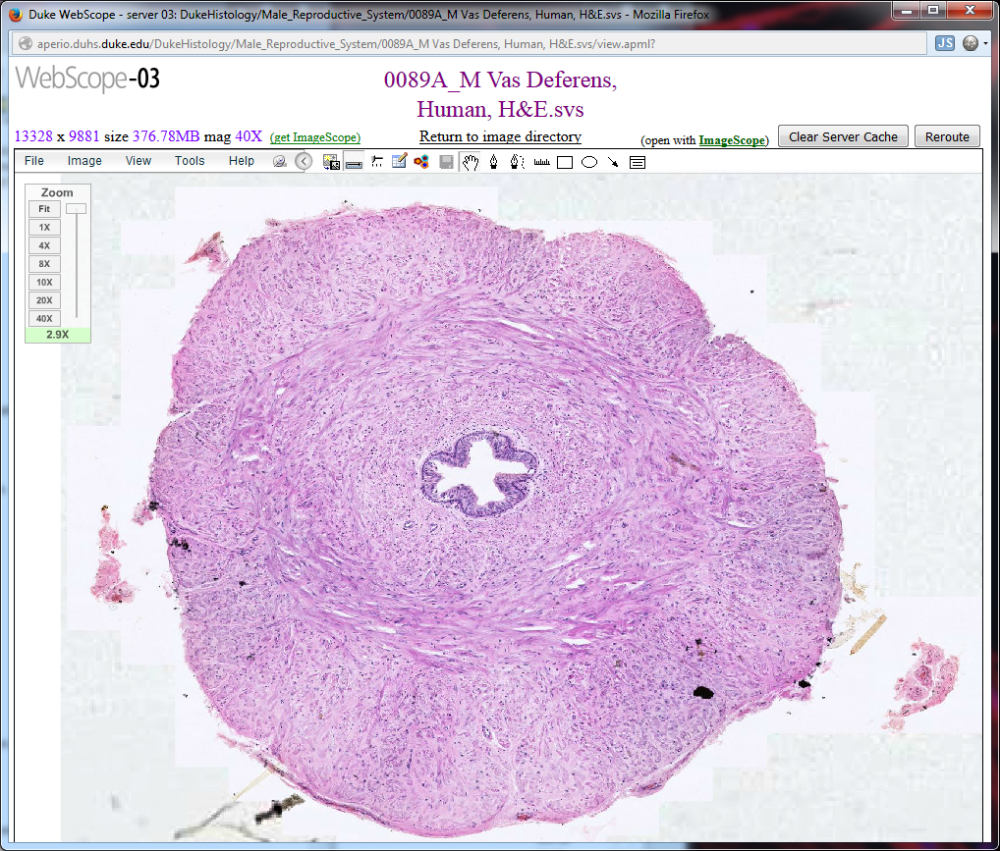 Duke WebScope - server 03: DukeHistology/Male_Reproductive_System/0089A_M Vas Deferens, Human, H&E.svs - Mozilla Firefox
aperio.duhs.duke.edu/DukeHistology/Male_Reproductive_System/0089A_M Vas Deferens, Human, H&E.svs/view.apml?
JS
WebScope-03
0089A_M Vas Deferens,
Human, H&E.svs
13328 x 9881 size 376.78MB mag 40X (get ImageScope)
Return to image directory
(open with ImageScope)
Clear Server Cache
Reroute
File Image View Tools Help
Zoom
Fit
1X
4X
8X
10X
20X
40X
2.9X